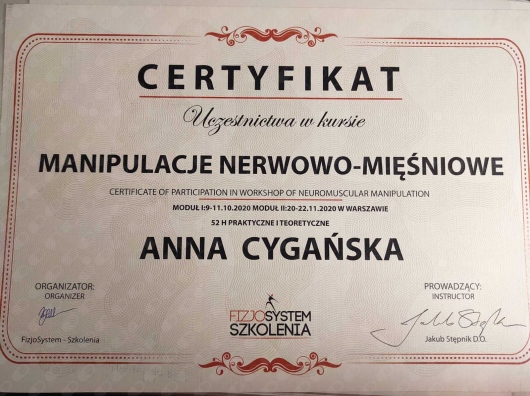 CERTYFIKAT
Uczestnictwa w kursie
MANIPULACJE NERWOWO-MIĘŚNIOWE
CERTIFICATE OF PARTICIPATION IN WORKSHOP OF NEUROMUSCULAR MANIPULATION
MODUŁ I:9-11.10.2020 MODUŁ II:20-22.11.2020 W WARSZAWIE
52 H PRAKTYCZNE I TEORETYCZNE
ANNA CYGAŃSKA
ORGANIZATOR:
ORGANIZER
FizjoSystem - Szkolenia
FIZJOSYSTEM
SZKOLENIA
PROWADZĄCY:
INSTRUCTOR
Jakub Stępnik D.O.